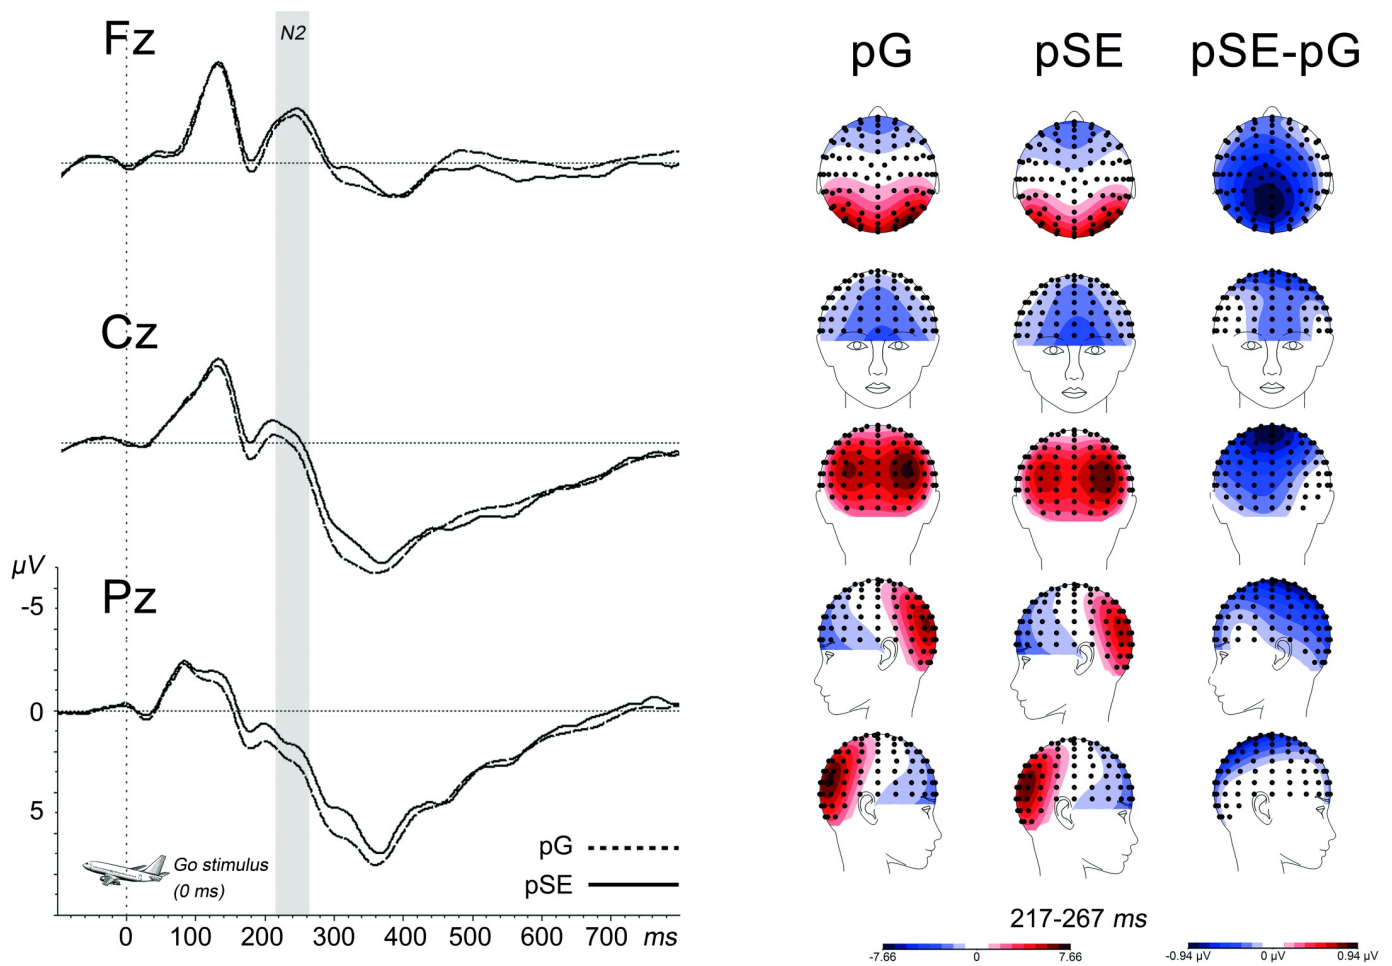 Fz
N2
Cz
µV
-5
Pz
0
5
Go stimulus
(0 ms)
pG
pSE
0 100 200 300 400 500 600 700 ms
pG pSE pSE-pG
217-267 ms
-7.66 0 7.66
-0.94 µV 0 µV 0.94 µV